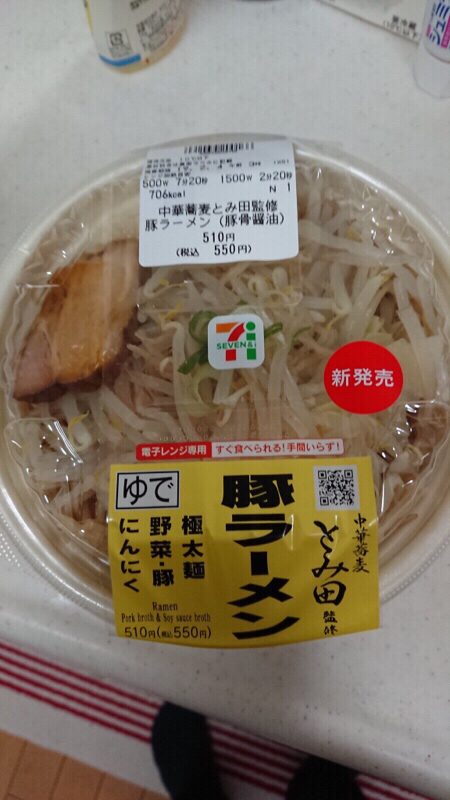 500W 7分20秒 1500W 2分20秒
706kcal N 1
中華蕎麦とみ田監修
豚ラーメン(豚骨醤油)
510円
(税込 550円)
7i
SEVEN&i
新発売
電子レンジ専用 すぐ食べられる!手間いらず!
中華蕎麦
とみ田
監修
豚ラーメン
ゆで
極太麺
野菜・豚
にんにく
Ramen
Pork broth & Soy sauce broth
510円(税込550円)